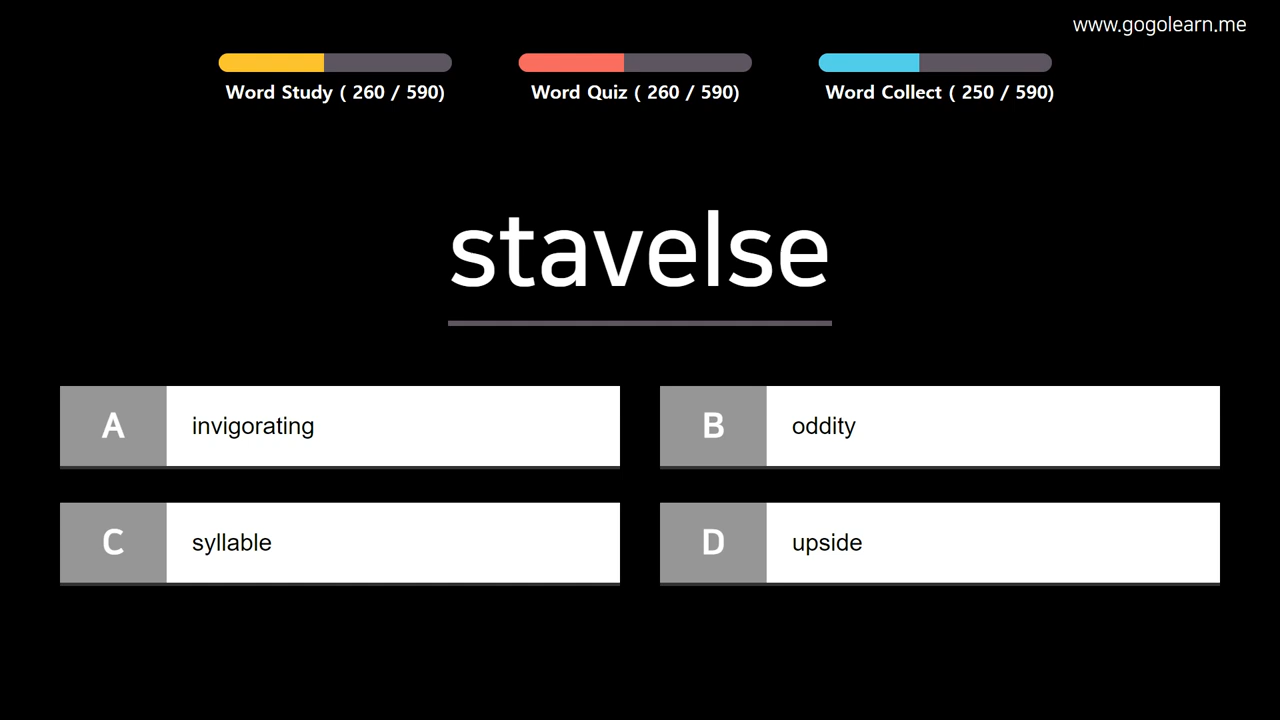 www.gogolearn.me
Word Study ( 260 / 590)
Word Quiz ( 260 / 590)
Word Collect ( 250 / 590)
stavelse
A invigorating
B oddity
C syllable
D upside